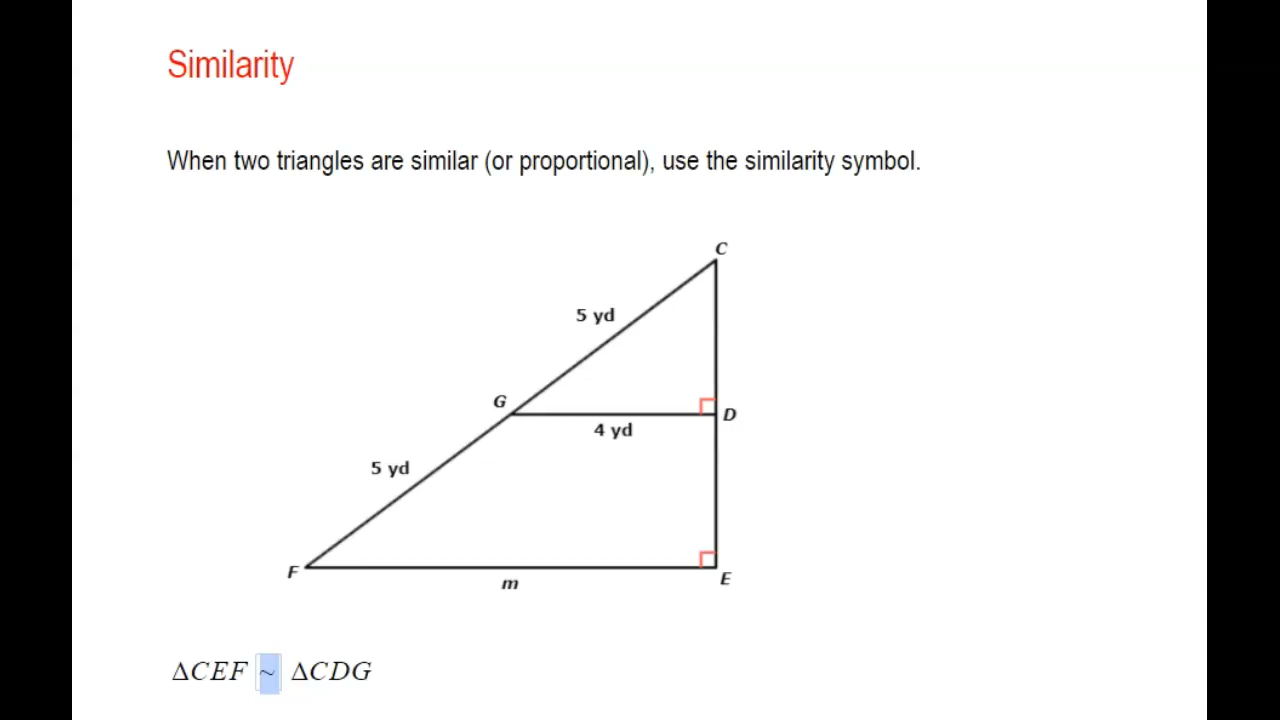 Similarity
When two triangles are similar (or proportional), use the similarity symbol.
C
5 yd
G
D
4 yd
5 yd
F
E
m
ΔCEF ~ ΔCDG